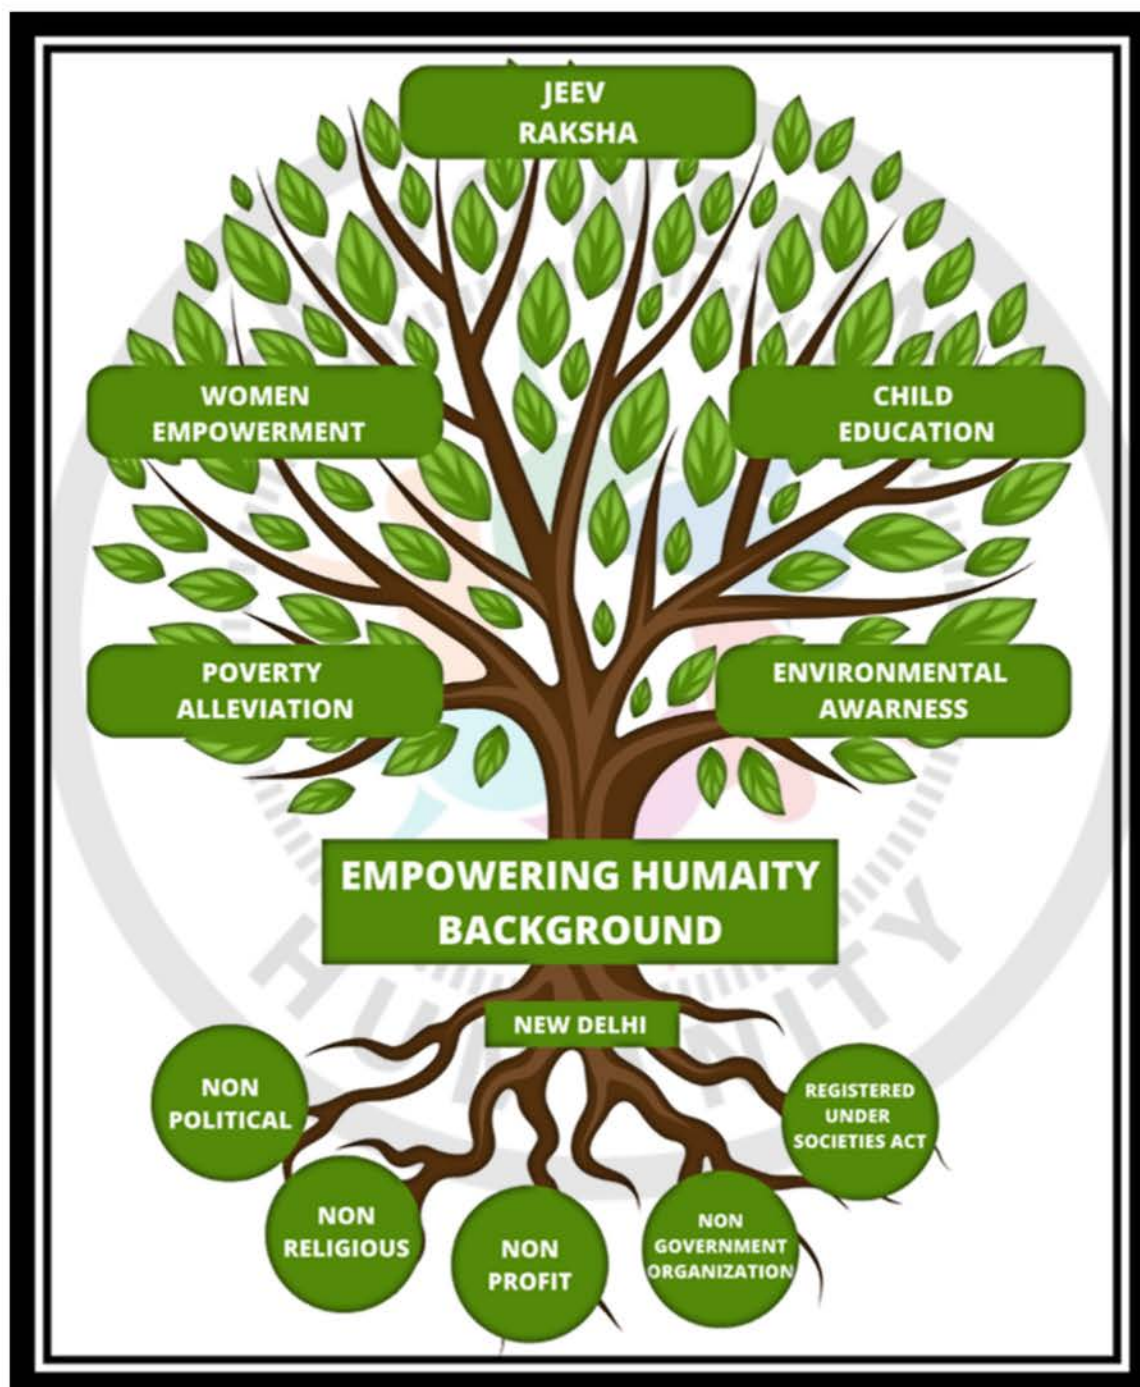 JEEV
RAKSHA
WOMEN
EMPOWERMENT
CHILD
EDUCATION
POVERTY
ALLEVIATION
ENVIRONMENTAL
AWARNESS
EMPOWERING HUMAITY
BACKGROUND
NEW DELHI
NON
POLITICAL
REGISTERED
UNDER
SOCIETIES ACT
NON
RELIGIOUS
NON
PROFIT
NON
GOVERNMENT
ORGANIZATION
HUMANITY